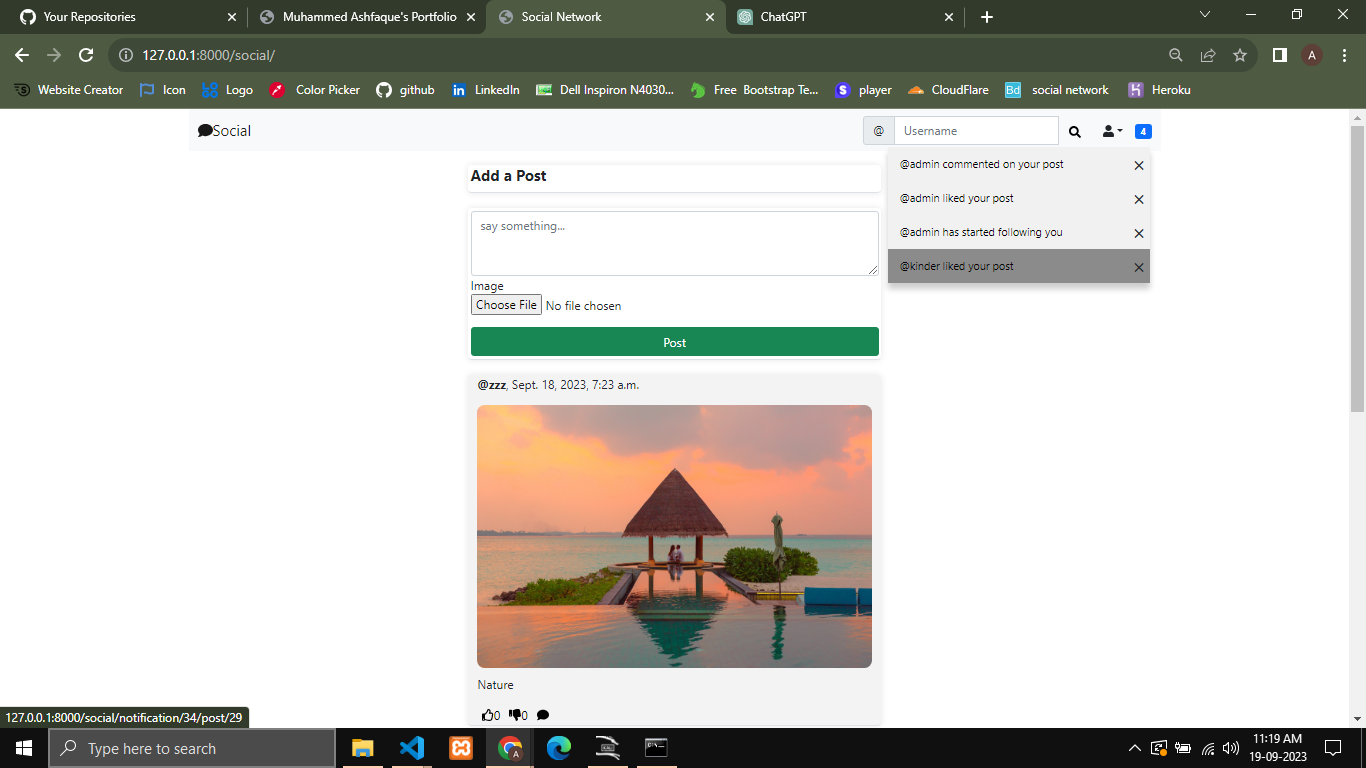 Your Repositories
Muhammed Ashfaque's Portfolio
Social Network
ChatGPT
127.0.0.1:8000/social/
A
Website Creator
Icon
Logo
Color Picker
github
LinkedIn
Dell Inspiron N4030...
Free Bootstrap Te...
player
CloudFlare
Bd social network
Heroku
Social
@ Username
4
@admin commented on your post
@admin liked your post
@admin has started following you
@kinder liked your post
Add a Post
say something...
Image
Choose File No file chosen
Post
@zzz, Sept. 18, 2023, 7:23 a.m.
Nature
0 0
127.0.0.1:8000/social/notification/34/post/29
Type here to search
A
11:19 AM
19-09-2023